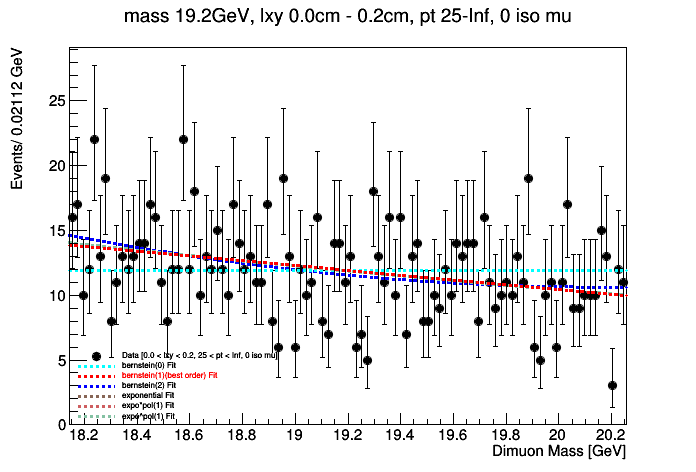 mass 19.2GeV, lxy 0.0cm - 0.2cm, pt 25-Inf, 0 iso mu
Events/ 0.02112 GeV
25
20
15
10
5
0
Data [0.0 < lxy < 0.2, 25 < pt < Inf, 0 iso mu]
bernstein(0) Fit
bernstein(1)(best order) Fit
bernstein(2) Fit
exponential Fit
expo*pol(1) Fit
expo*pol(1) Fit
18.2 18.4 18.6 18.8 19 19.2 19.4 19.6 19.8 20 20.2
Dimuon Mass [GeV]